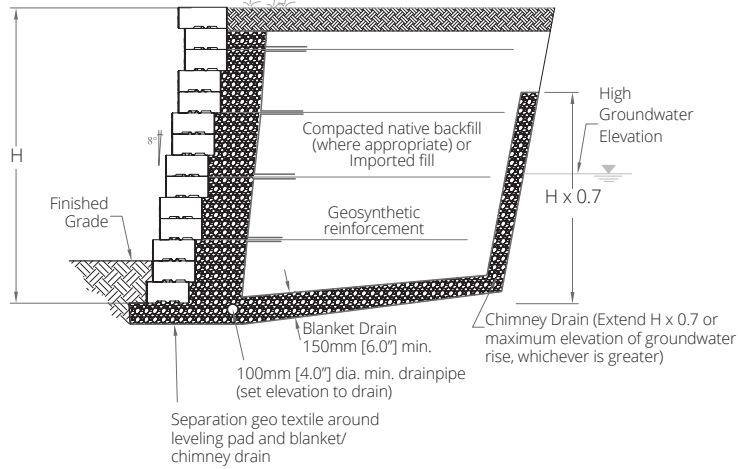 High
Groundwater
Elevation
H
8°
Compacted native backfill
(where appropriate) or
Imported fill
H x 0.7
Finished
Grade
Geosynthetic
reinforcement
Blanket Drain
150mm [6.0”] min.
Chimney Drain (Extend H x 0.7 or
maximum elevation of groundwater
rise, whichever is greater)
100mm [4.0”] dia. min. drainpipe
(set elevation to drain)
Separation geo textile around
leveling pad and blanket/
chimney drain